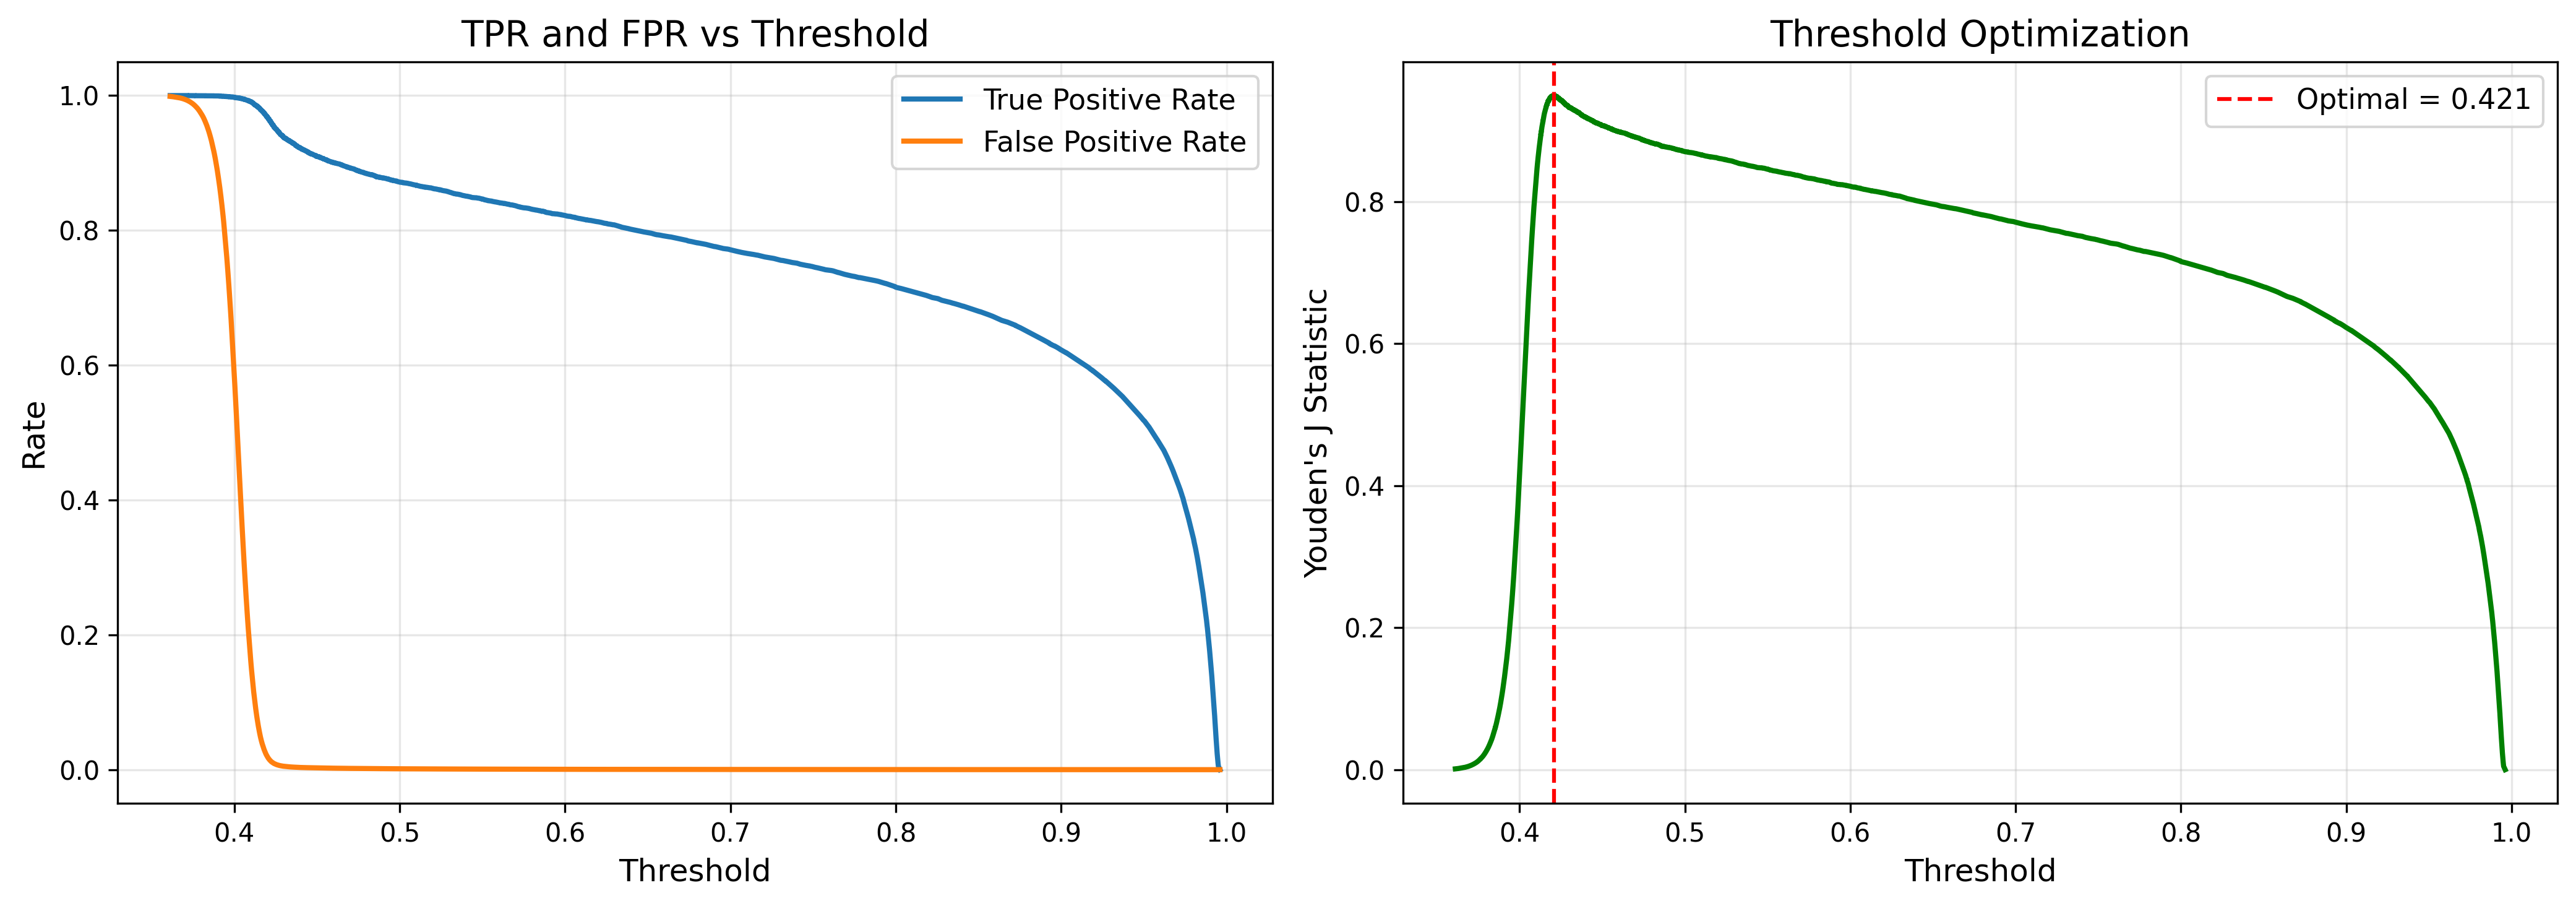 TPR and FPR vs Threshold
True Positive Rate
False Positive Rate
Rate
1.0
0.8
0.6
0.4
0.2
0.0
0.4 0.5 0.6 0.7 0.8 0.9 1.0
Threshold
Threshold Optimization
Optimal = 0.421
Youden's J Statistic
0.8
0.6
0.4
0.2
0.0
0.4 0.5 0.6 0.7 0.8 0.9 1.0
Threshold